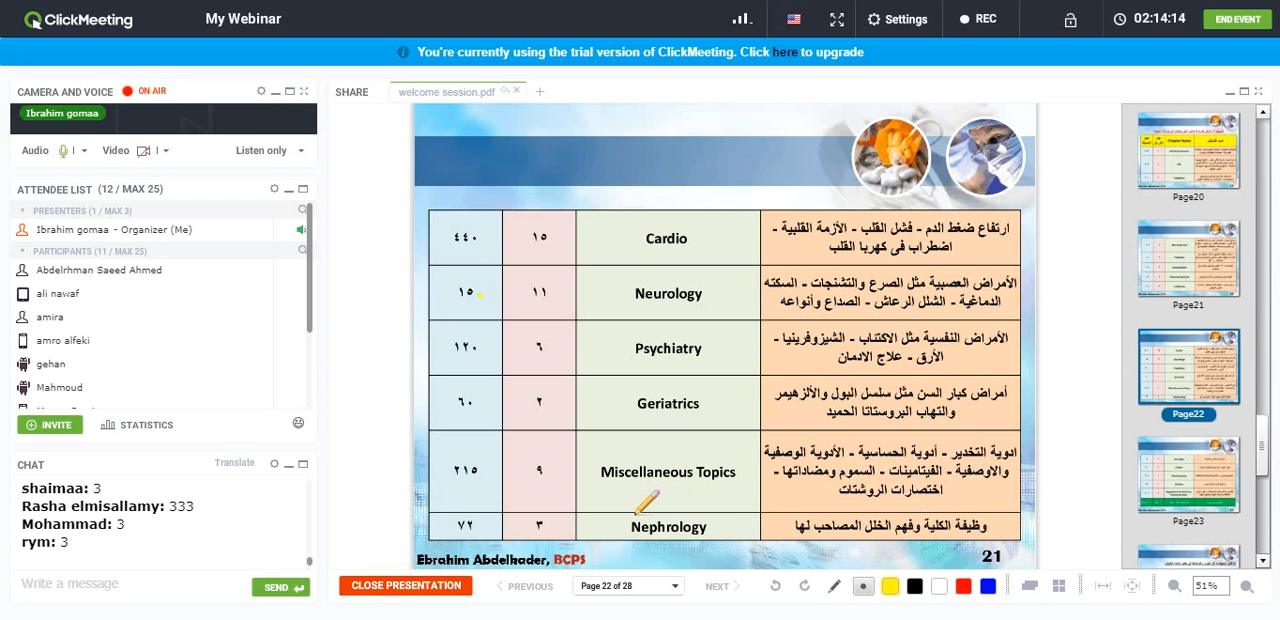 ClickMeeting
My Webinar
Settings
REC
02:14:14
END EVENT
You're currently using the trial version of ClickMeeting. Click here to upgrade
CAMERA AND VOICE
ON AIR
Ibrahim gomaa
Audio
Video
Listen only
ATTENDEE LIST (12 / MAX 25)
PRESENTERS (1 / MAX 3)
Ibrahim gomaa - Organizer (Me)
PARTICIPANTS (11 / MAX 25)
Abdelrhman Saeed Ahmed
ali nawaf
amira
amro alfeki
gehan
Mahmoud
INVITE
STATISTICS
CHAT
Translate
shaimaa: 3
Rasha elmisallamy: 333
Mohammad: 3
rym: 3
Write a message
SEND
SHARE
welcome session.pdf
٤٤٠ ١٥ Cardio ارتفاع ضغط الدم - فشل القلب - الأزمة القلبية -
اضطراب فى كهربا القلب
١٥٠ ١١ Neurology الأمراض العصبية مثل الصرع والتشنجات - السكته
الدماغية - الشلل الرعاش - الصداع وأنواعه
١٢٠ ٦ Psychiatry الأمراض النفسية مثل الاكتئاب - الشيزوفرينيا -
الأرق - علاج الادمان
٦٠ ٢ Geriatrics أمراض كبار السن مثل سلسل البول والألزهيمر
والتهاب البروستاتا الحميد
٢١٥ ٩ Miscellaneous Topics ادوية التخدير - أدوية الحساسية - الأدوية الوصفية
والاوصفية - الفيتامينات - السموم ومضاداتها -
اختصارات الروشتات
٧٢ ٣ Nephrology وظيفة الكلية وفهم الخلل المصاحب لها
Ebrahim Abdelkader, BCPS
21
CLOSE PRESENTATION
PREVIOUS
Page 22 of 28
NEXT
51%
Page20
Page21
Page22
Page23